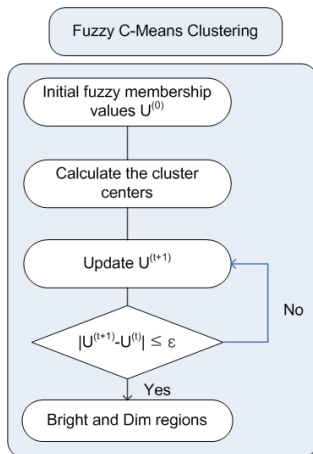 Fuzzy C-Means Clustering
Initial fuzzy membership
values U⁽⁰⁾
Calculate the cluster
centers
Update U⁽ᵗ⁺¹⁾
No
|U⁽ᵗ⁺¹⁾-U⁽ᵗ⁾| ≤ ε
Yes
Bright and Dim regions